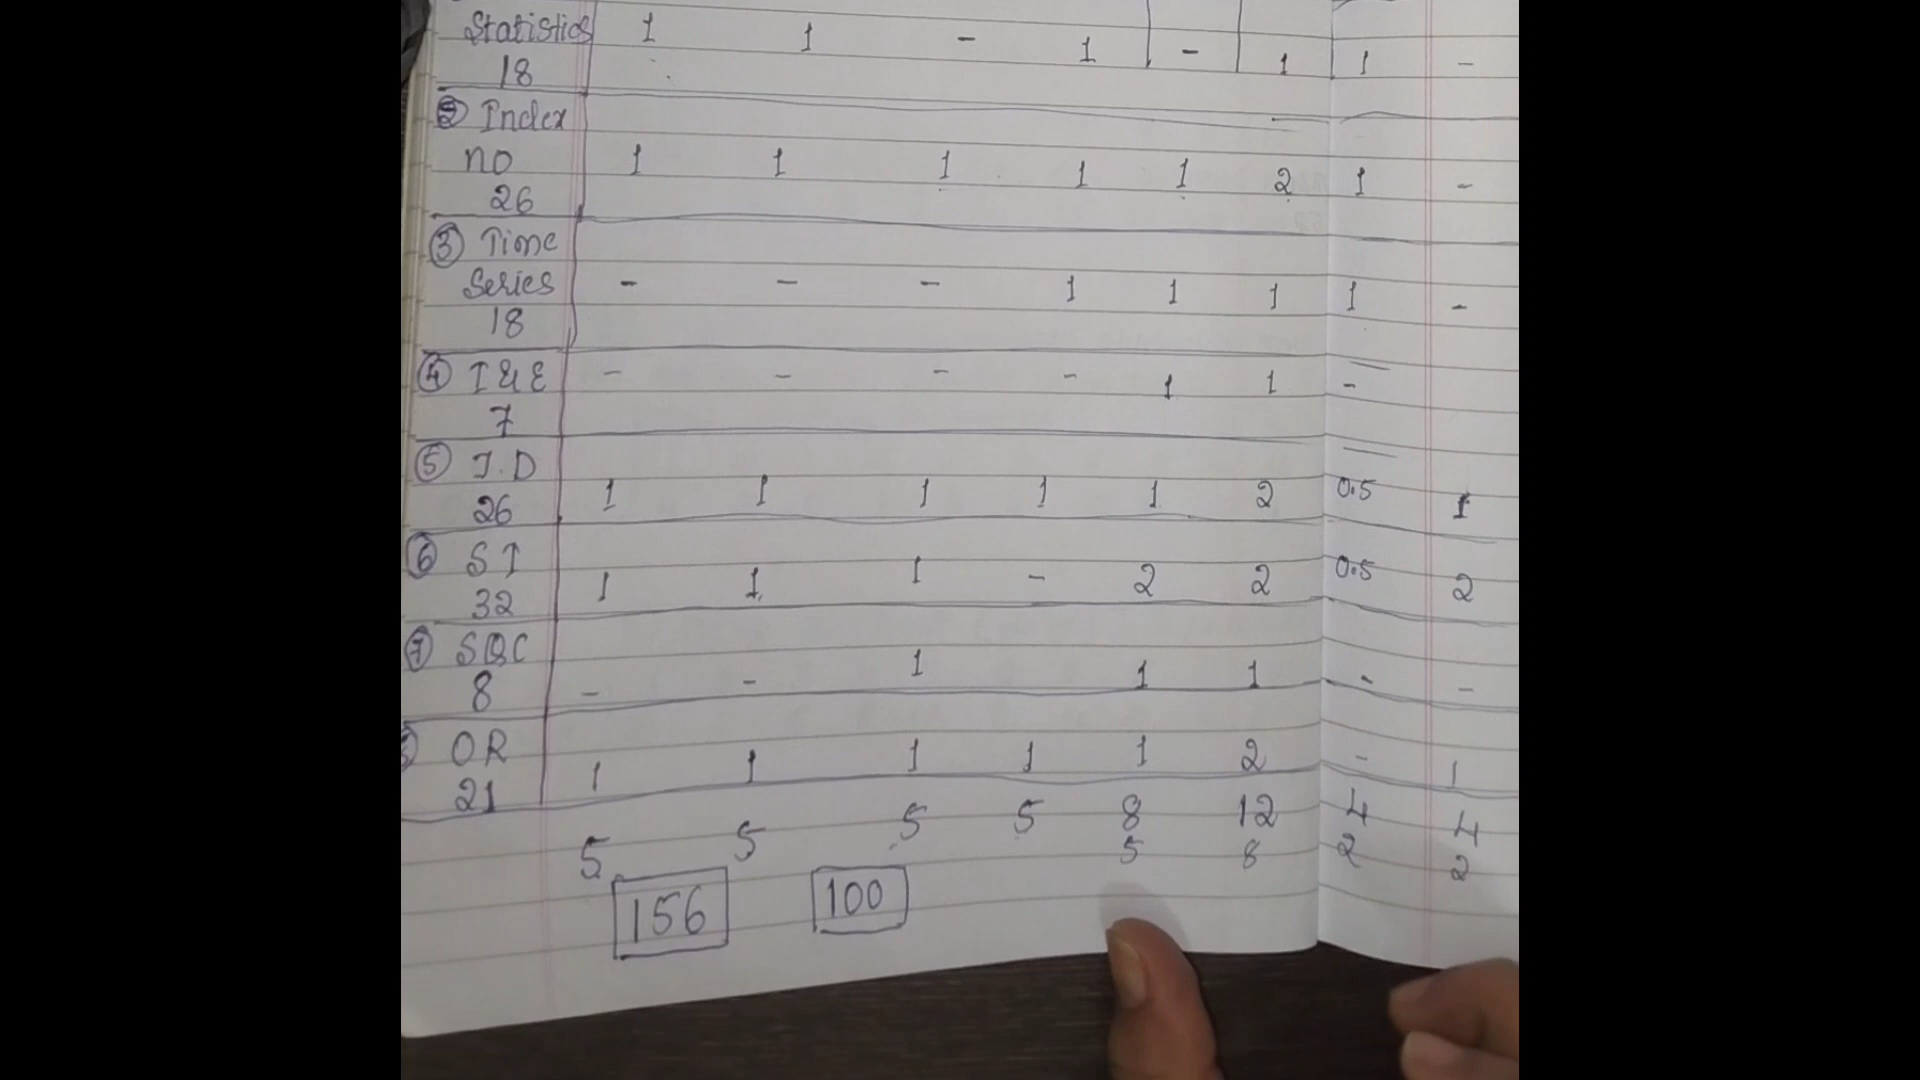 Statistics 1 1 - 1 - 1 1 -
18
② Index
no 1 1 1 1 1 2 1 -
26
③ Time
Series - - - 1 1 1 1 -
18
④ I & E - - - - 1 1 -
7
⑤ I.D
26 1 1 1 1 1 2 0.5 1
⑥ S I
32 1 1 1 - 2 2 0.5 2
⑦ SQC
8 - - 1 1 1 - -
OR
21 1 1 1 1 1 2 - 1
5 5 5 5 8 12 4 4
5 8 2 2
156 100